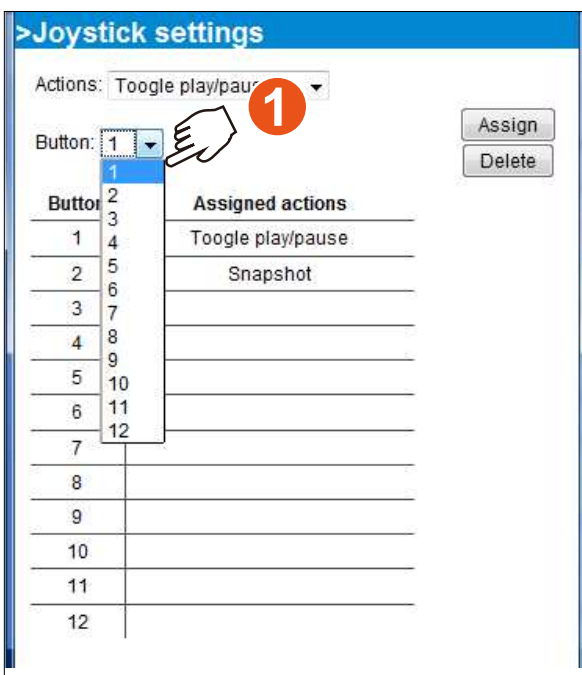 >Joystick settings
Actions: Toogle play/pau
1
Button: 1
Assign
Delete
1
2
3
4
5
6
7
8
9
10
11
12
Button Assigned actions
1 Toogle play/pause
2 Snapshot
3
4
5
6
7
8
9
10
11
12